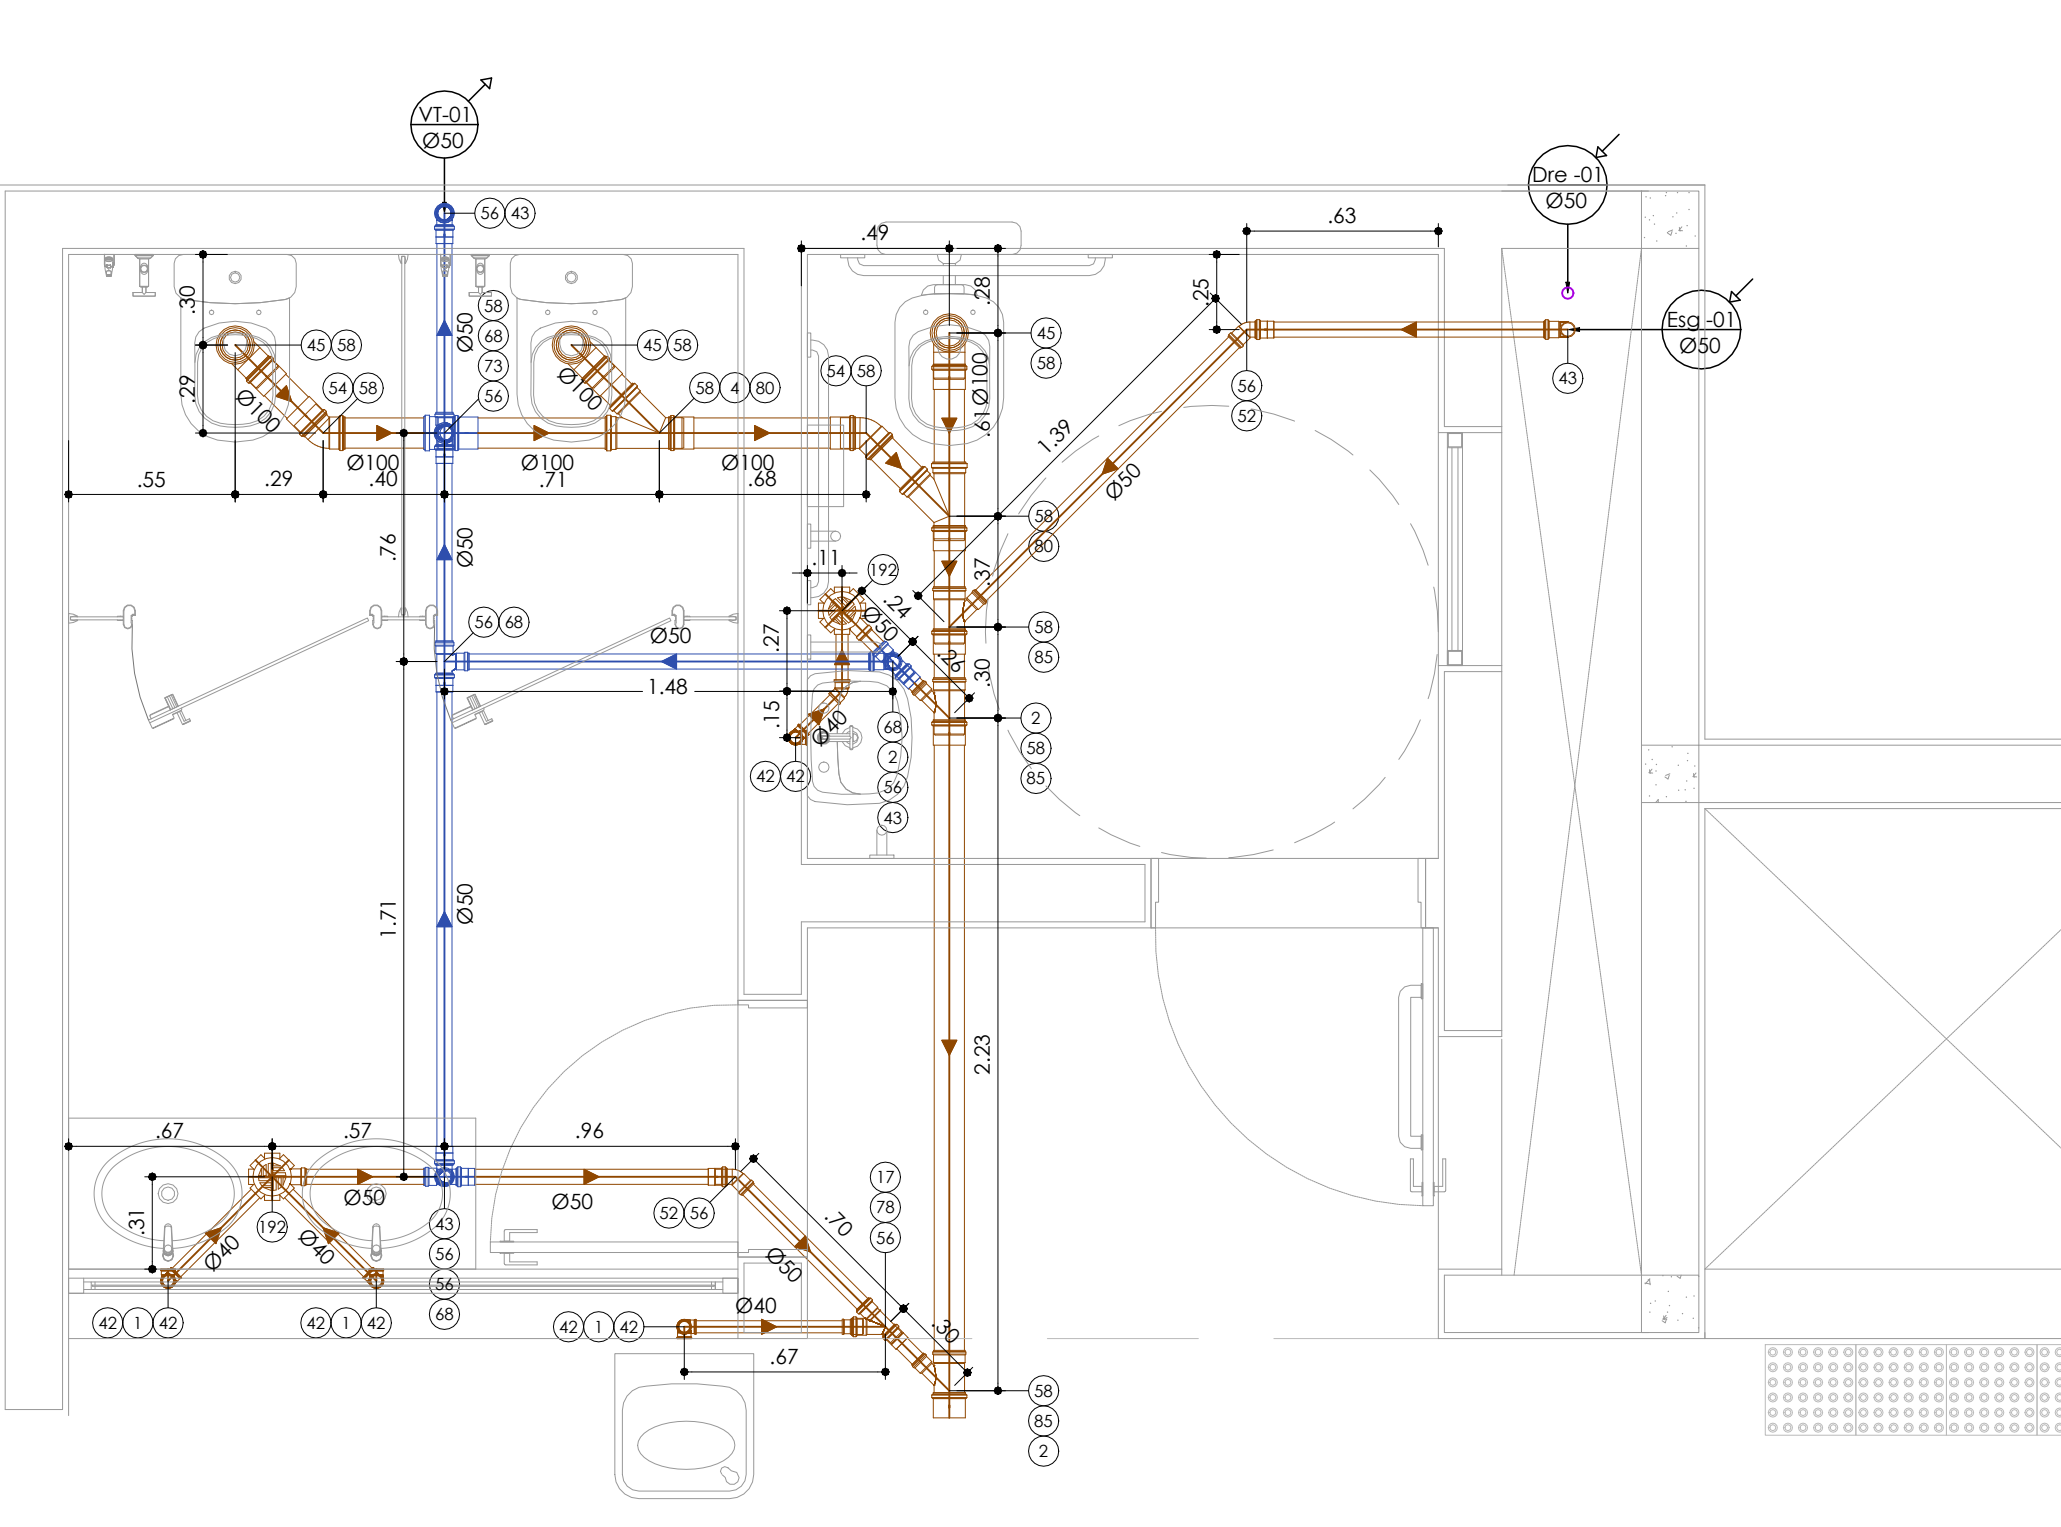 VT-01
Ø50
Dre -01
Ø50
Esg -01
Ø50
56 43
.49
.63
.30
.28
.25
Ø50
58
68
73
56
45 58
45 58
45
58
43
.29
Ø100
54 58
Ø100
58 4 80
54 58
.61 Ø100
56
52
1.39
Ø50
Ø100
Ø100
Ø100
.55
.29
.40
.71
.68
.76
Ø50
58
80
.11
192
.37
.24
Ø50
56 68
Ø50
.27
58
85
.26
.30
1.48
.15
Ø40
68
2
56
43
42 42
2
58
85
1.71
Ø50
2.23
.67
.57
.96
.31
192
Ø50
Ø50
Ø40
Ø40
43
56
56
68
52 56
17
78
56
.70
Ø50
42 1 42
42 1 42
42 1 42
Ø40
.30
.67
58
85
2